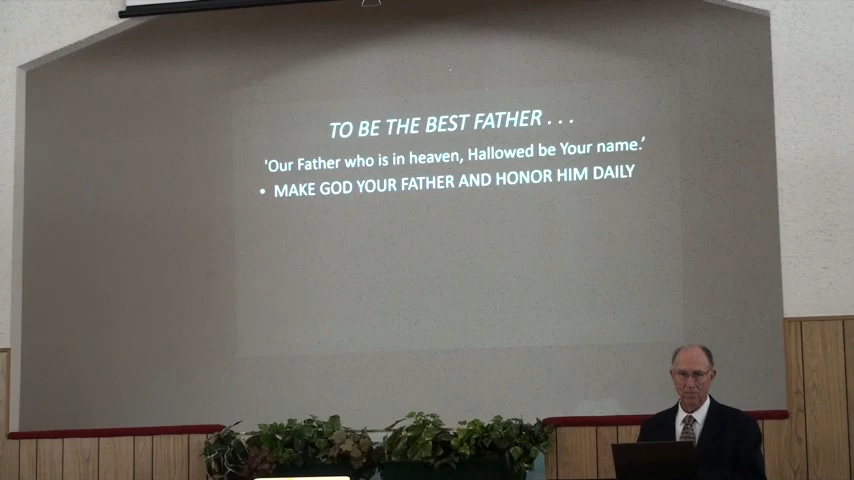 TO BE THE BEST FATHER . . .
'Our Father who is in heaven, Hallowed be Your name.'
• MAKE GOD YOUR FATHER AND HONOR HIM DAILY